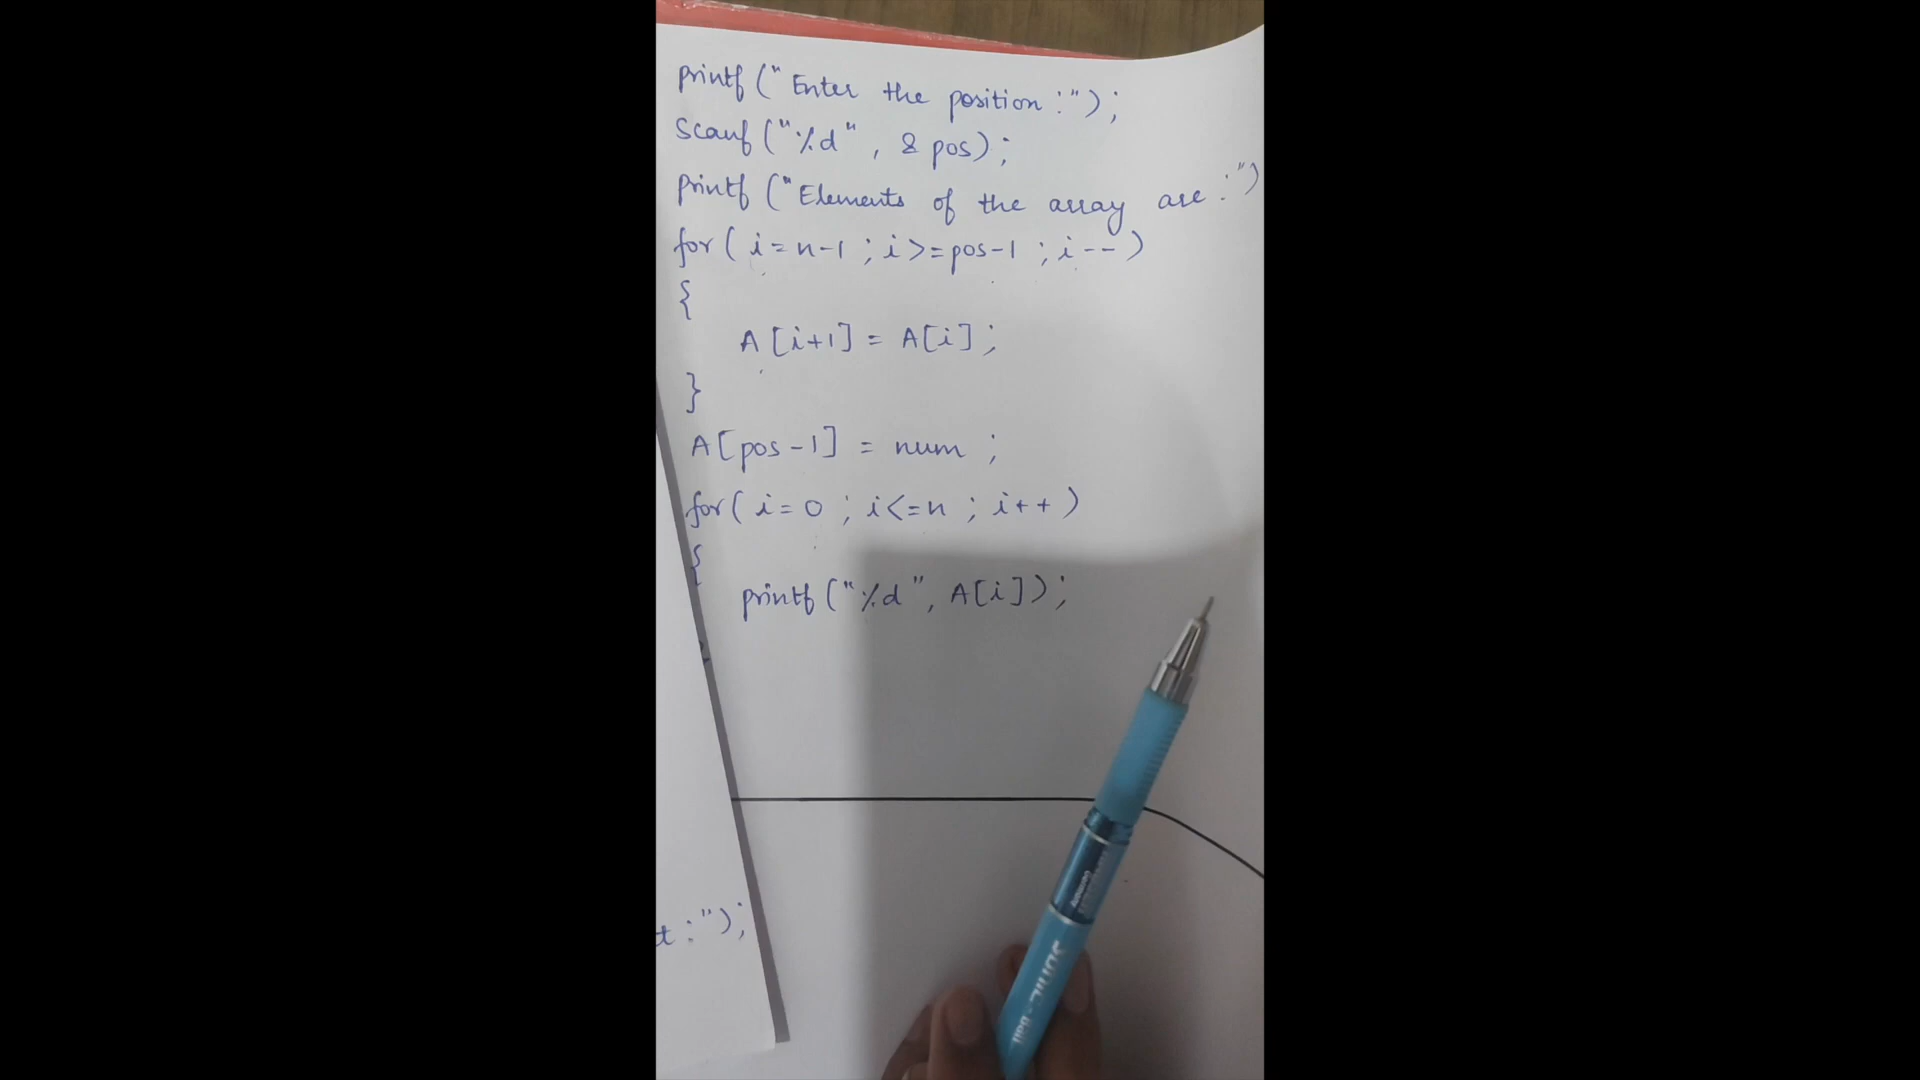 printf ("Enter the position :");
scanf ("%d", & pos);
printf ("Elements of the array are :")
for( i=n-1 ; i>=pos-1 ; i-- )
{
A[i+1] = A[i];
}
A[pos-1] = num ;
for( i=0 ; i<=n ; i++ )
{
printf ("%d", A[i]);
t :");